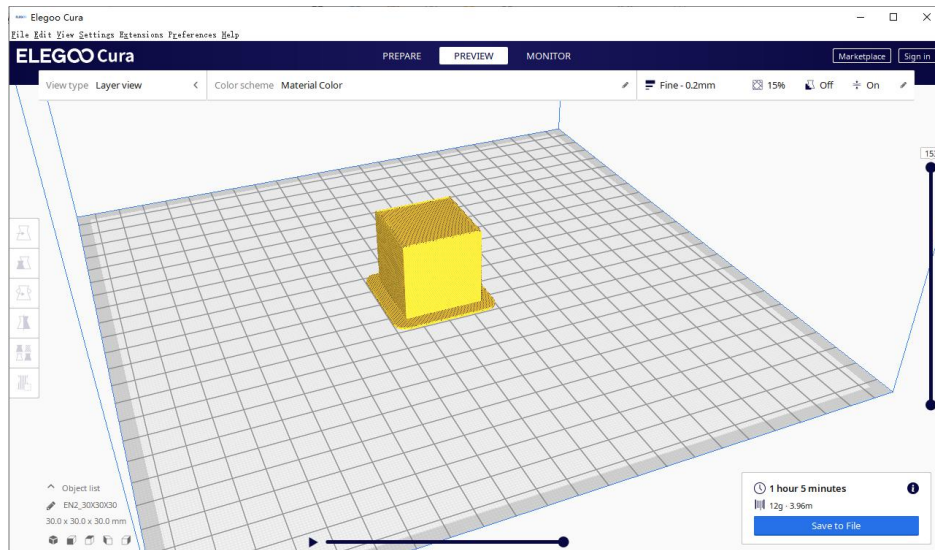 Elegoo Cura
File Edit View Settings Extensions Preferences Help
ELEGOO Cura
PREPARE PREVIEW MONITOR
Marketplace Sign in
View type Layer view
Color scheme Material Color
Fine - 0.2mm 15% Off On
15
Object list
EN2_30X30X30
30.0 x 30.0 x 30.0 mm
1 hour 5 minutes
12g · 3.96m
Save to File